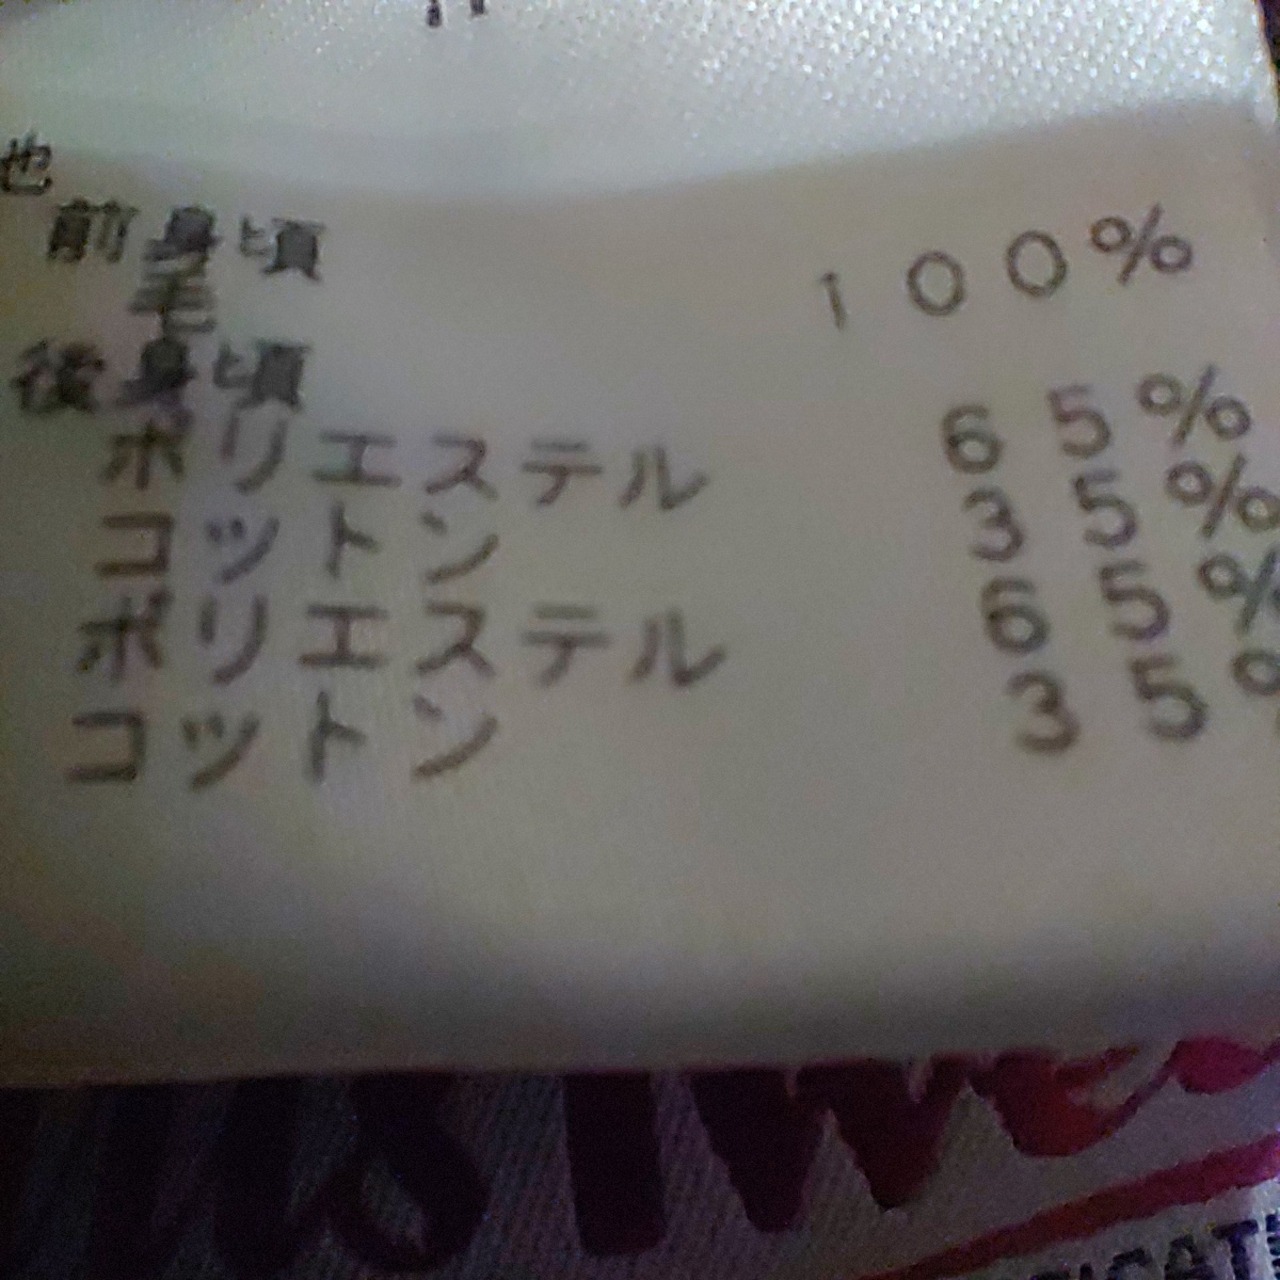 地
前身頃
毛 100%
後身頃
ポリエステル 65%
コットン 35%
ポリエステル 65%
コットン 35%